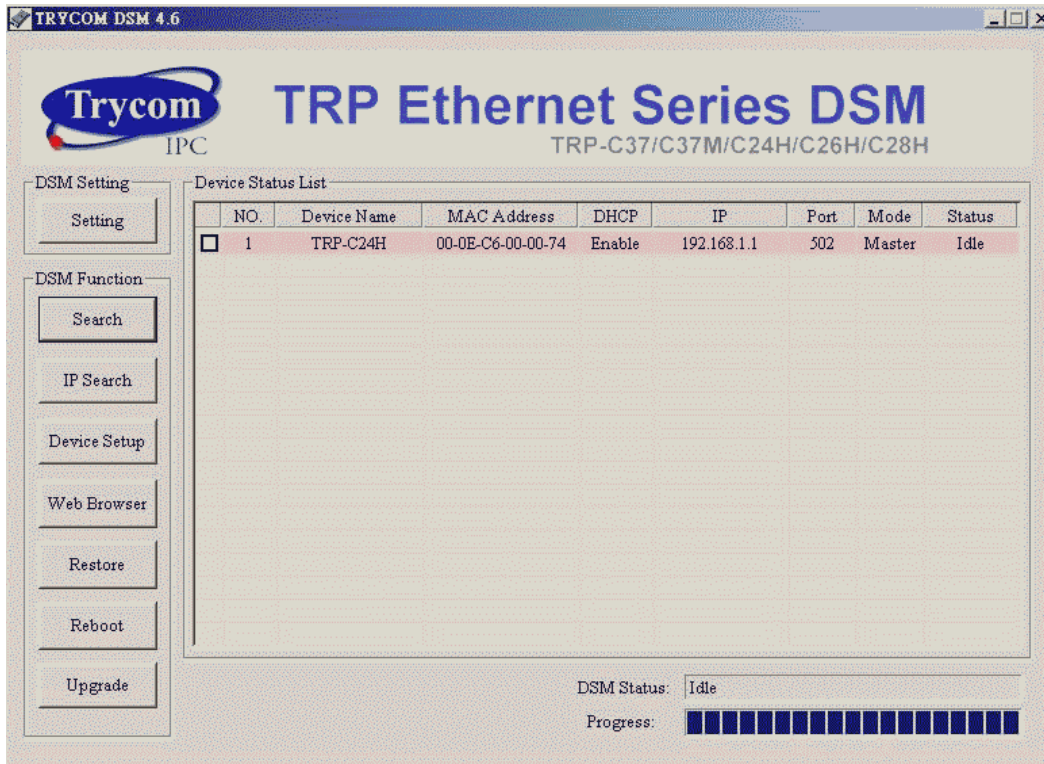 TRYCOM DSM 4.6
Trycom
IPC
TRP Ethernet Series DSM
TRP-C37/C37M/C24H/C26H/C28H
DSM Setting
Setting
DSM Function
Search
IP Search
Device Setup
Web Browser
Restore
Reboot
Upgrade
Device Status List
NO. Device Name MAC Address DHCP IP Port Mode Status
1 TRP-C24H 00-0E-C6-00-00-74 Enable 192.168.1.1 502 Master Idle
DSM Status: Idle
Progress: